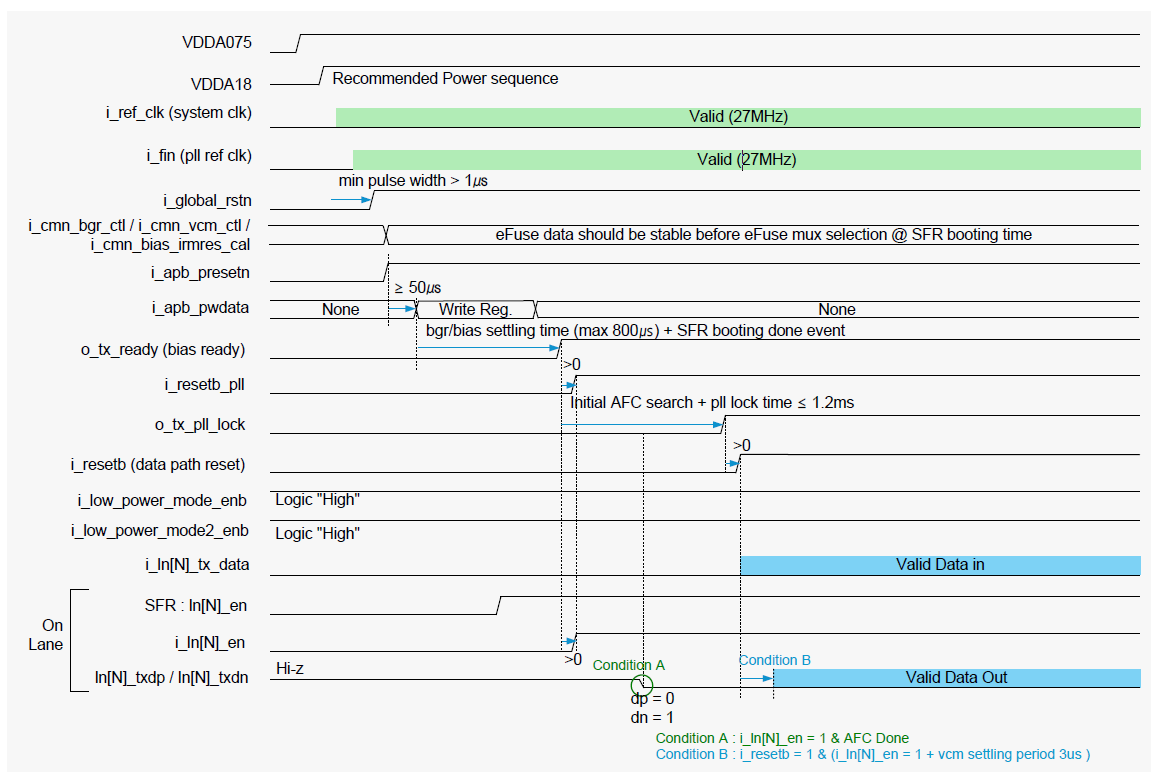 VDDA075
VDDA18
Recommended Power sequence
i_ref_clk (system clk)
Valid (27MHz)
i_fin (pll ref clk)
Valid (27MHz)
min pulse width > 1µs
i_global_rstn
i_cmn_bgr_ctl / i_cmn_vcm_ctl /
i_cmn_bias_irmres_cal
eFuse data should be stable before eFuse mux selection @ SFR booting time
i_apb_presetn
≥ 50µs
i_apb_pwdata
None
Write Reg.
None
bgr/bias settling time (max 800µs) + SFR booting done event
o_tx_ready (bias ready)
>0
i_resetb_pll
Initial AFC search + pll lock time ≤ 1.2ms
o_tx_pll_lock
>0
i_resetb (data path reset)
i_low_power_mode_enb
Logic "High"
i_low_power_mode2_enb
Logic "High"
i_ln[N]_tx_data
Valid Data in
On
Lane
SFR : ln[N]_en
i_ln[N]_en
>0
Condition A
Condition B
ln[N]_txdp / ln[N]_txdn
Hi-z
Valid Data Out
dp = 0
dn = 1
Condition A : i_ln[N]_en = 1 & AFC Done
Condition B : i_resetb = 1 & (i_ln[N]_en = 1 + vcm settling period 3us )